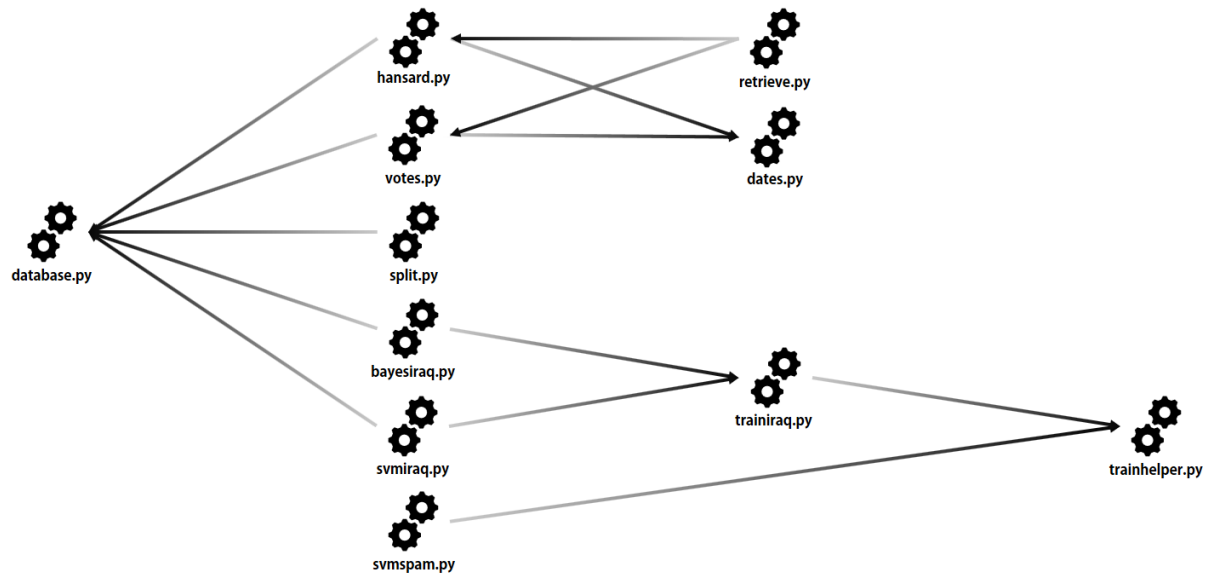 hansard.py
retrieve.py
votes.py
dates.py
database.py
split.py
bayesiraq.py
trainiraq.py
svmiraq.py
trainhelper.py
svmspam.py